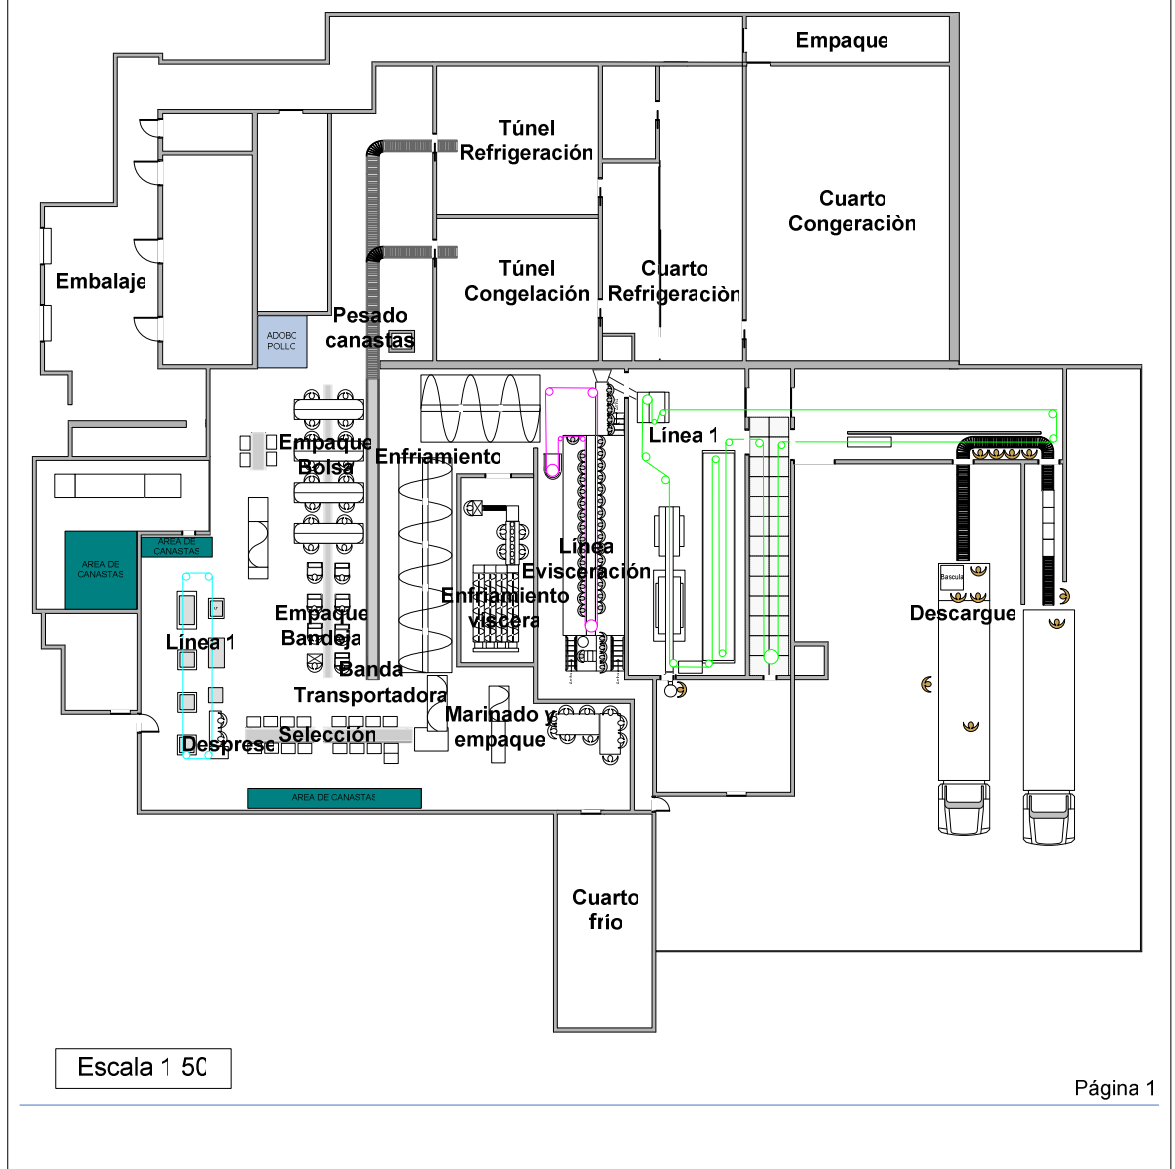 Empaque
Túnel
Refrigeración
Cuarto
Congeraciòn
Embalaje
Túnel
Congelación
Cuarto
Refrigeraciòn
Pesado
canastas
ADOBO
POLLO
Línea 1
Empaque
Bolsa
Enfriamiento
AREA DE
CANASTAS
AREA DE
CANASTAS
Línea
Evisceración
Bascula
Enfriamiento
viscera
Empaque
Bandeja
Descargue
Línea 1
Banda
Transportadora
Marinado y
empaque
Selección
Desprese
AREA DE CANASTAS
Cuarto
frio
Escala 1 50
Página 1